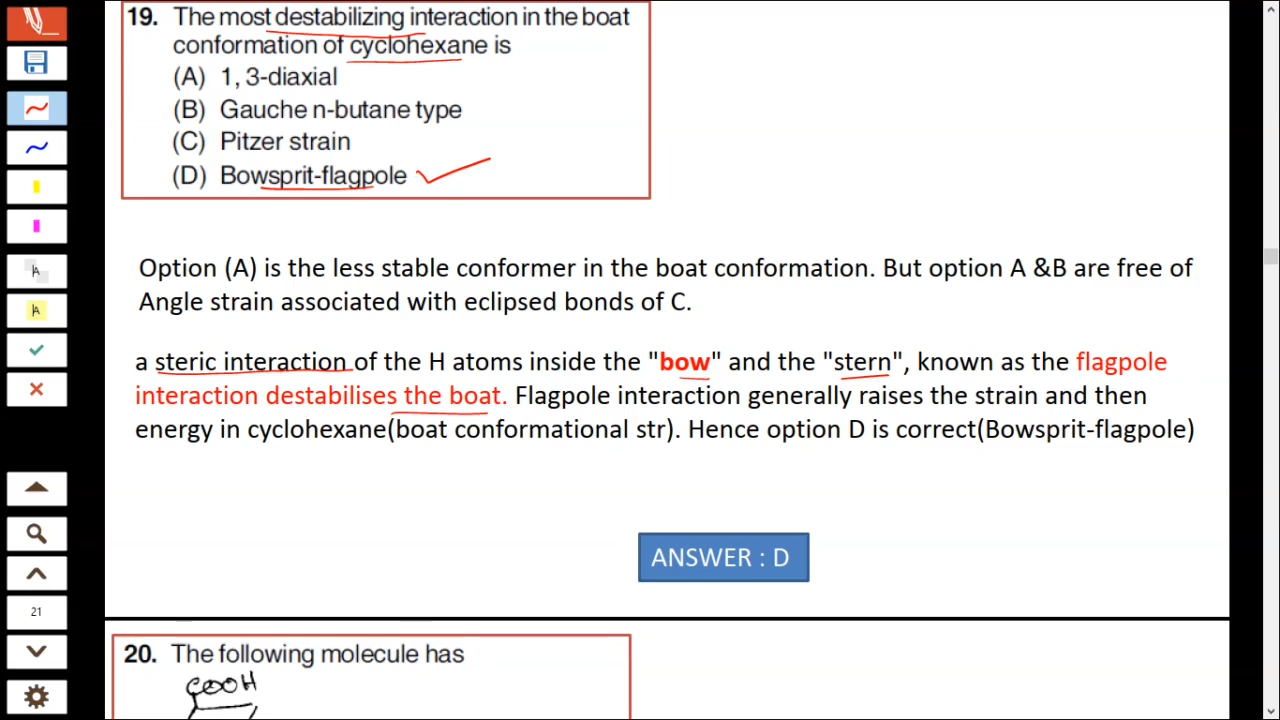 19. The most destabilizing interaction in the boat
conformation of cyclohexane is
(A) 1, 3-diaxial
(B) Gauche n-butane type
(C) Pitzer strain
(D) Bowsprit-flagpole
Option (A) is the less stable conformer in the boat conformation. But option A &B are free of
Angle strain associated with eclipsed bonds of C.
a steric interaction of the H atoms inside the "bow" and the "stern", known as the flagpole
interaction destabilises the boat. Flagpole interaction generally raises the strain and then
energy in cyclohexane(boat conformational str). Hence option D is correct(Bowsprit-flagpole)
ANSWER : D
21
20. The following molecule has
COOH